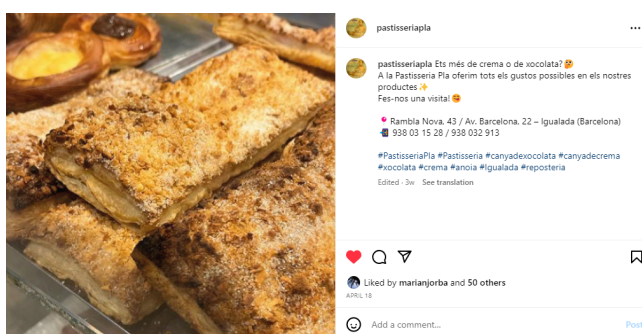 pastisseriapla
pastisseriapla Ets més de crema o de xocolata?🤔
A la Pastisseria Pla oferim tots els gustos possibles en els nostres
productes✨
Fes-nos una visita!🤗
📍 Rambla Nova, 43 / Av. Barcelona, 22 – Igualada (Barcelona)
📲 938 03 15 28 / 938 032 913
#PastisseriaPla #Pastisseria #canyadexocolata #canyadecrema
#xocolata #crema #anoia #Igualada #reposteria
Edited · 3w See translation
Liked by marianjorba and 50 others
APRIL 18
Add a comment...
Post